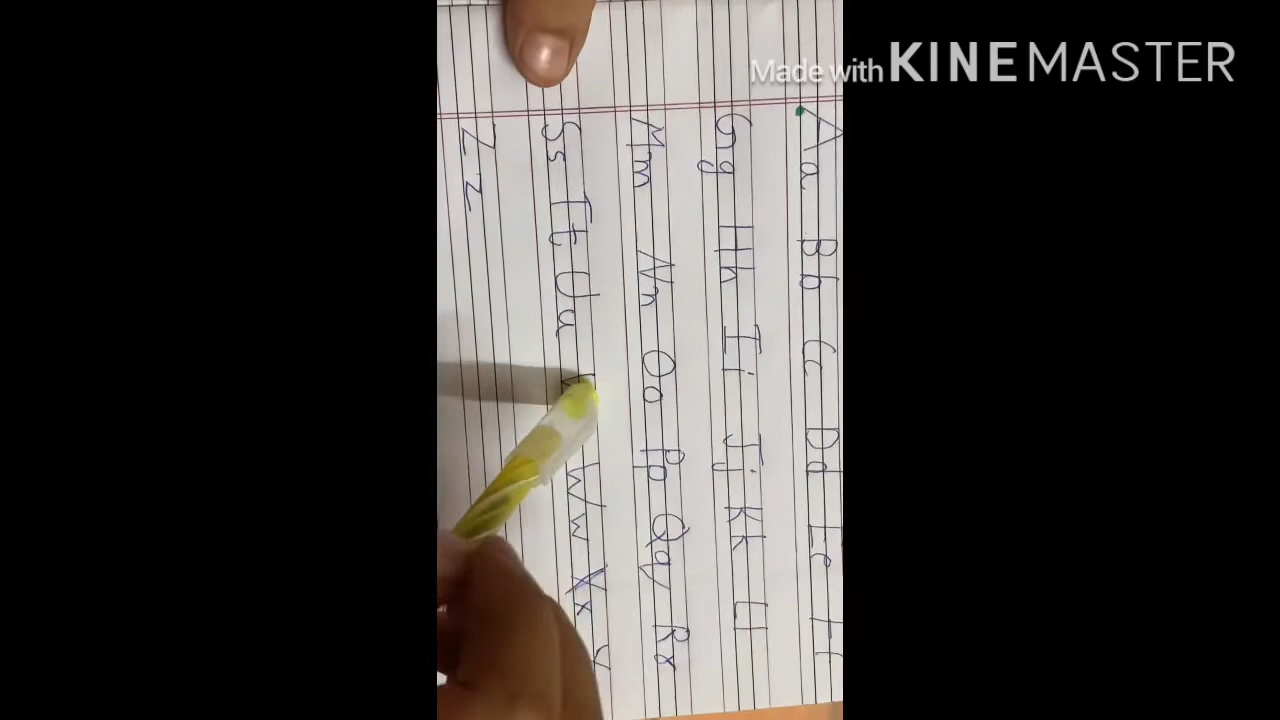 Made with KINEMASTER
Aa Bb Cc Dd Ee Ff
Gg Hh Ii Jj Kk Ll
Mm Nn Oo Pp Qq Rr
Ss Tt Uu Ww Xx
Zz